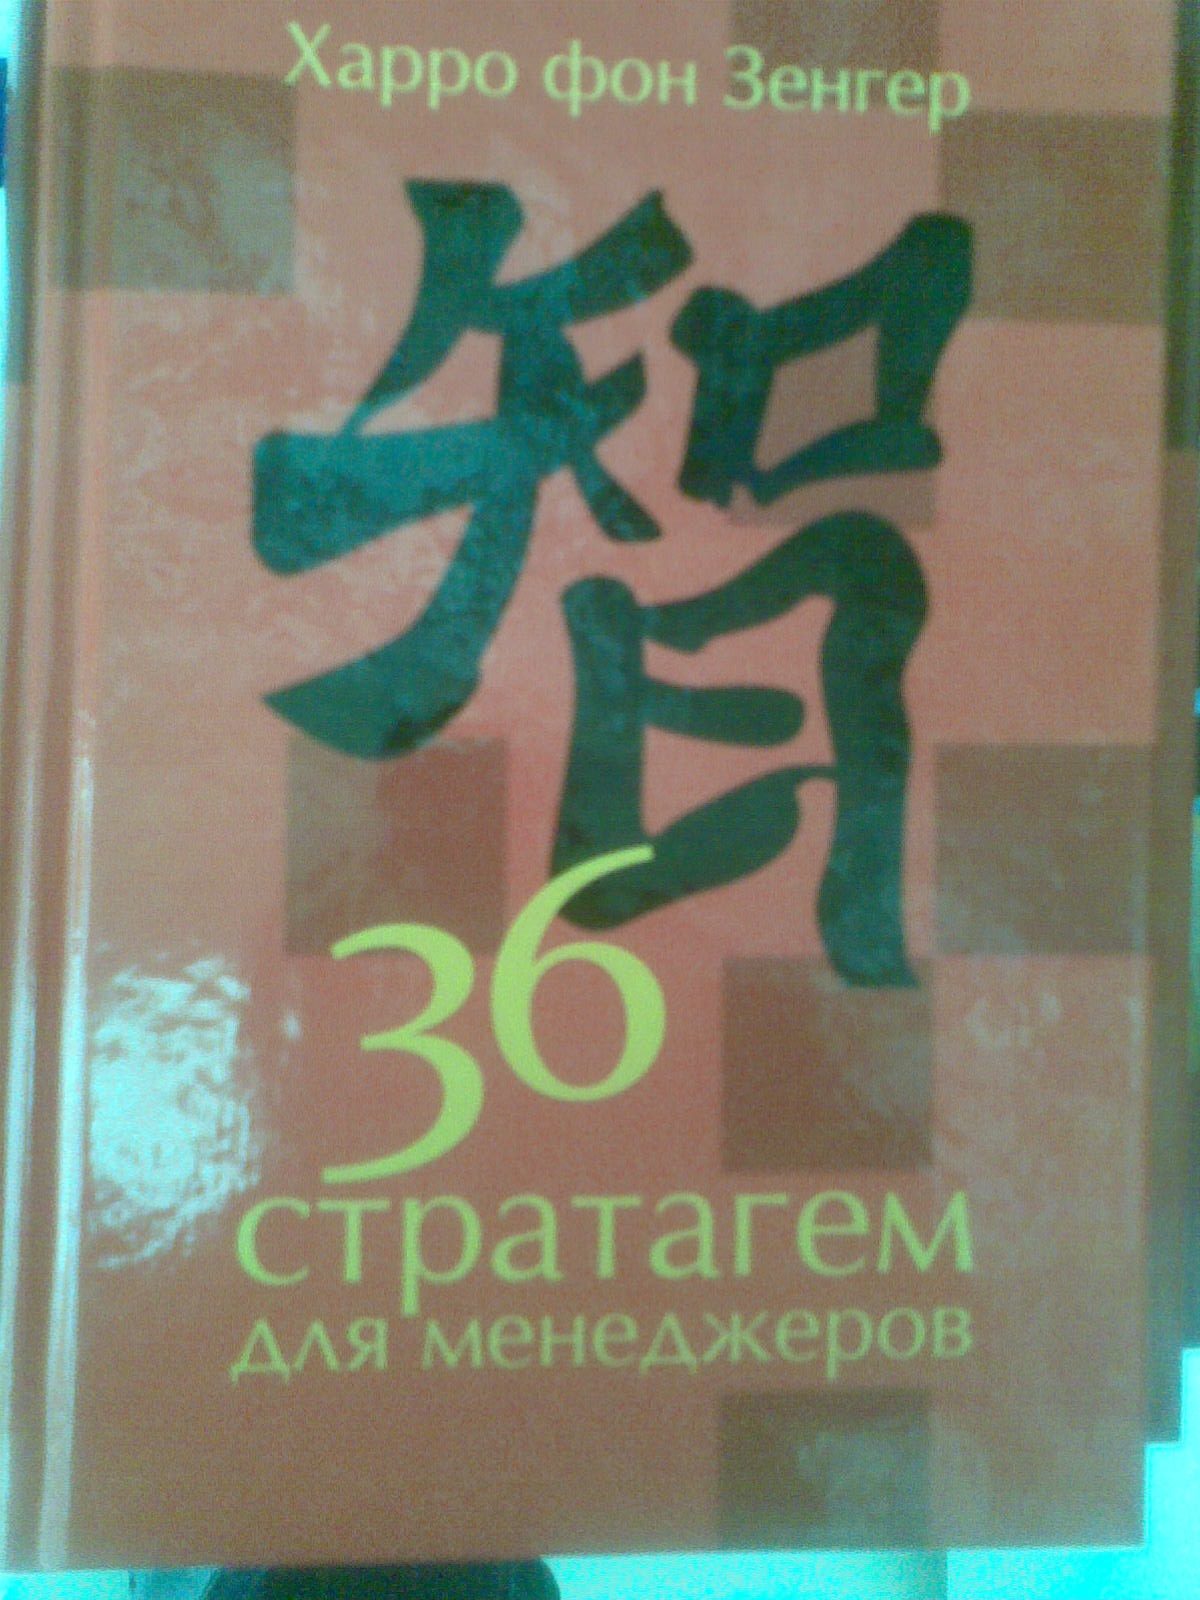 Харро фон Зенгер
智
36
стратагем
для менеджеров